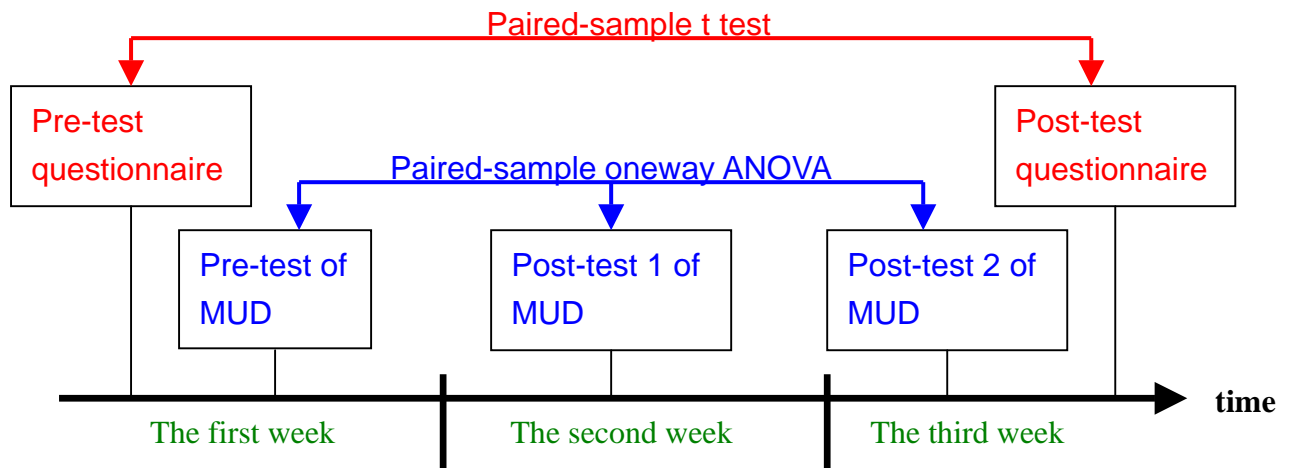 Paired-sample t test
Pre-test
questionnaire
Post-test
questionnaire
Paired-sample oneway ANOVA
Pre-test of
MUD
Post-test 1 of
MUD
Post-test 2 of
MUD
time
The first week
The second week
The third week